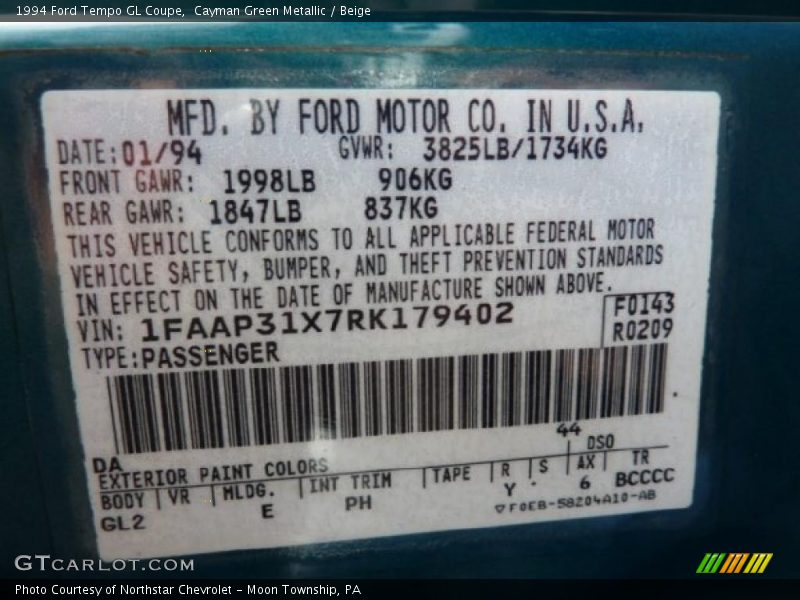 1994 Ford Tempo GL Coupe, Cayman Green Metallic / Beige
MFD. BY FORD MOTOR CO. IN U.S.A.
DATE: 01/94 GVWR: 3825LB/1734KG
FRONT GAWR: 1998LB 906KG
REAR GAWR: 1847LB 837KG
THIS VEHICLE CONFORMS TO ALL APPLICABLE FEDERAL MOTOR
VEHICLE SAFETY, BUMPER, AND THEFT PREVENTION STANDARDS
IN EFFECT ON THE DATE OF MANUFACTURE SHOWN ABOVE.
VIN: 1FAAP31X7RK179402 F0143
TYPE: PASSENGER R0209
44
DA DSO
EXTERIOR PAINT COLORS
BODY VR MLDG. INT TRIM TAPE R S AX TR
GL2 E PH Y 6 BCCCC
F0EB-58204A10-AB
GTCARLOT.COM
Photo Courtesy of Northstar Chevrolet - Moon Township, PA